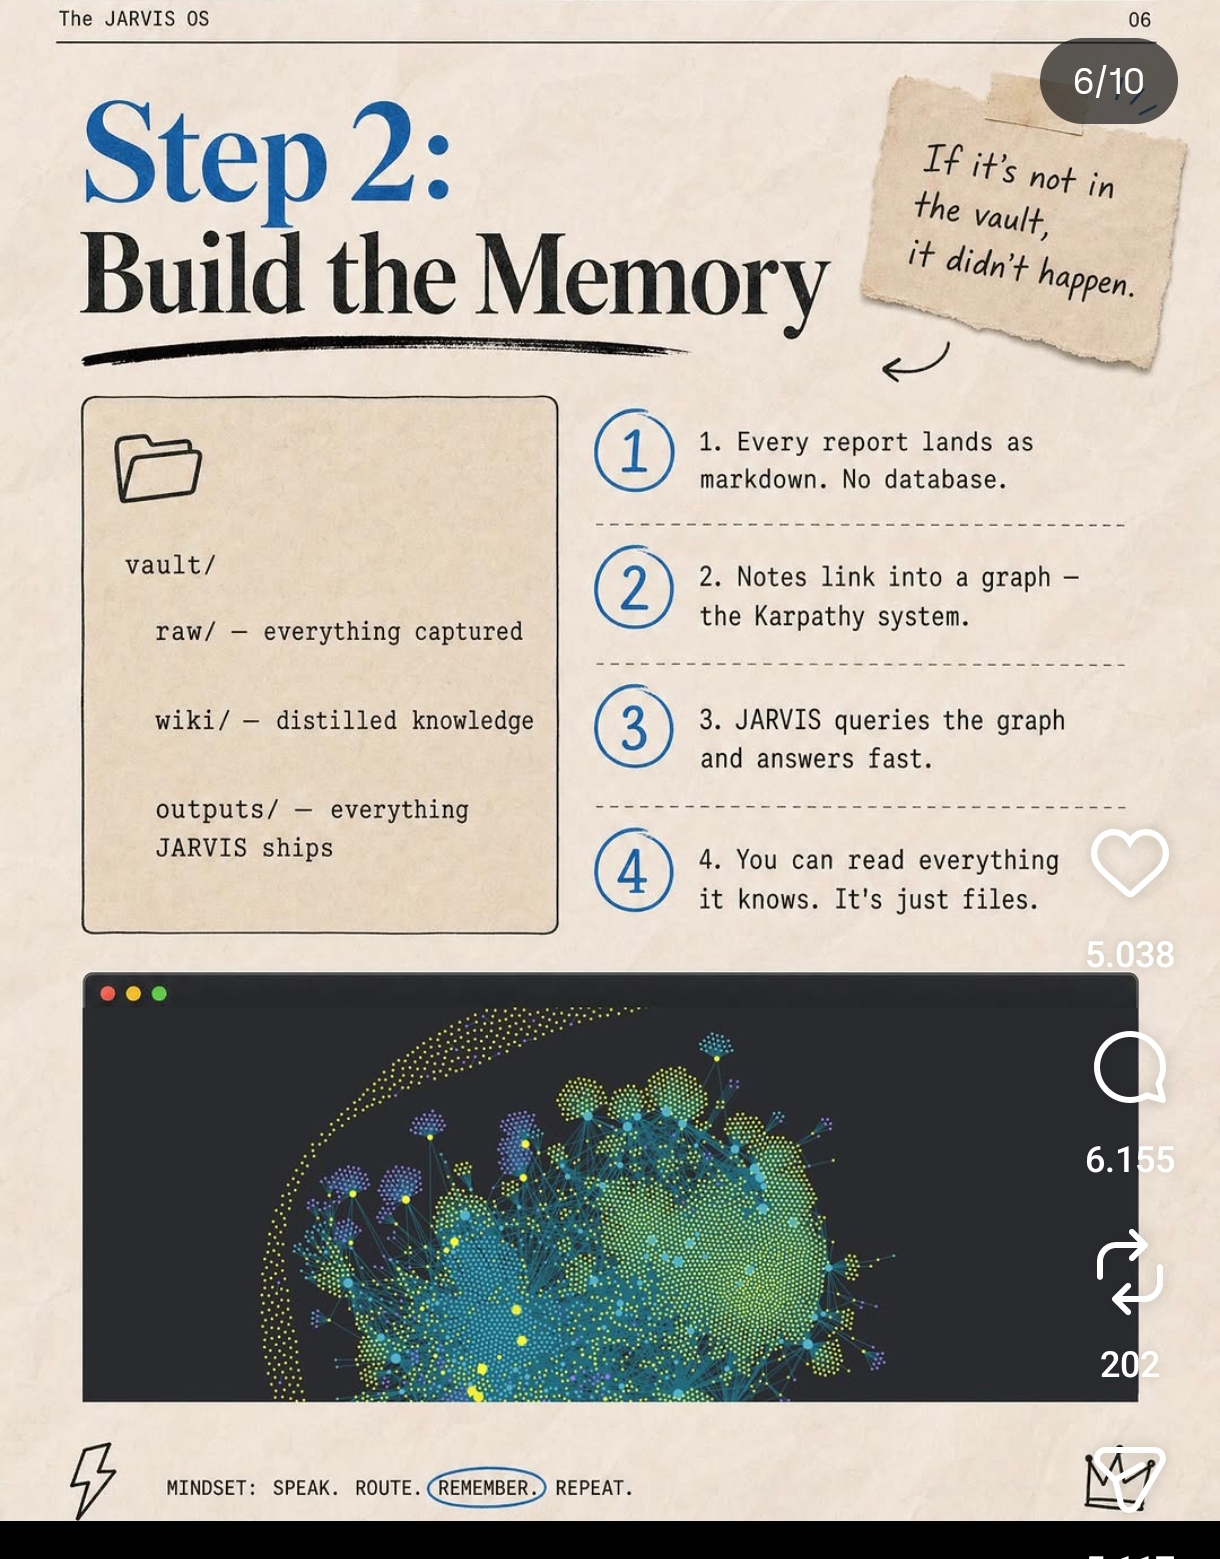 The JARVIS OS
06
6/10
Step 2:
Build the Memory
If it's not in
the vault,
it didn't happen.
vault/
raw/ — everything captured
wiki/ — distilled knowledge
outputs/ — everything
JARVIS ships
1
1. Every report lands as
markdown. No database.
2
2. Notes link into a graph —
the Karpathy system.
3
3. JARVIS queries the graph
and answers fast.
4
4. You can read everything
it knows. It's just files.
5.038
6.155
202
MINDSET: SPEAK. ROUTE. REMEMBER. REPEAT.